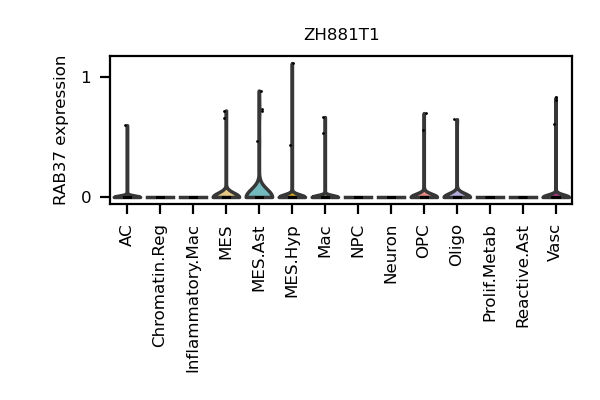 ZH881T1
RAB37 expression
1
0
AC
Chromatin.Reg
Inflammatory.Mac
MES
MES.Ast
MES.Hyp
Mac
NPC
Neuron
OPC
Oligo
Prolif.Metab
Reactive.Ast
Vasc